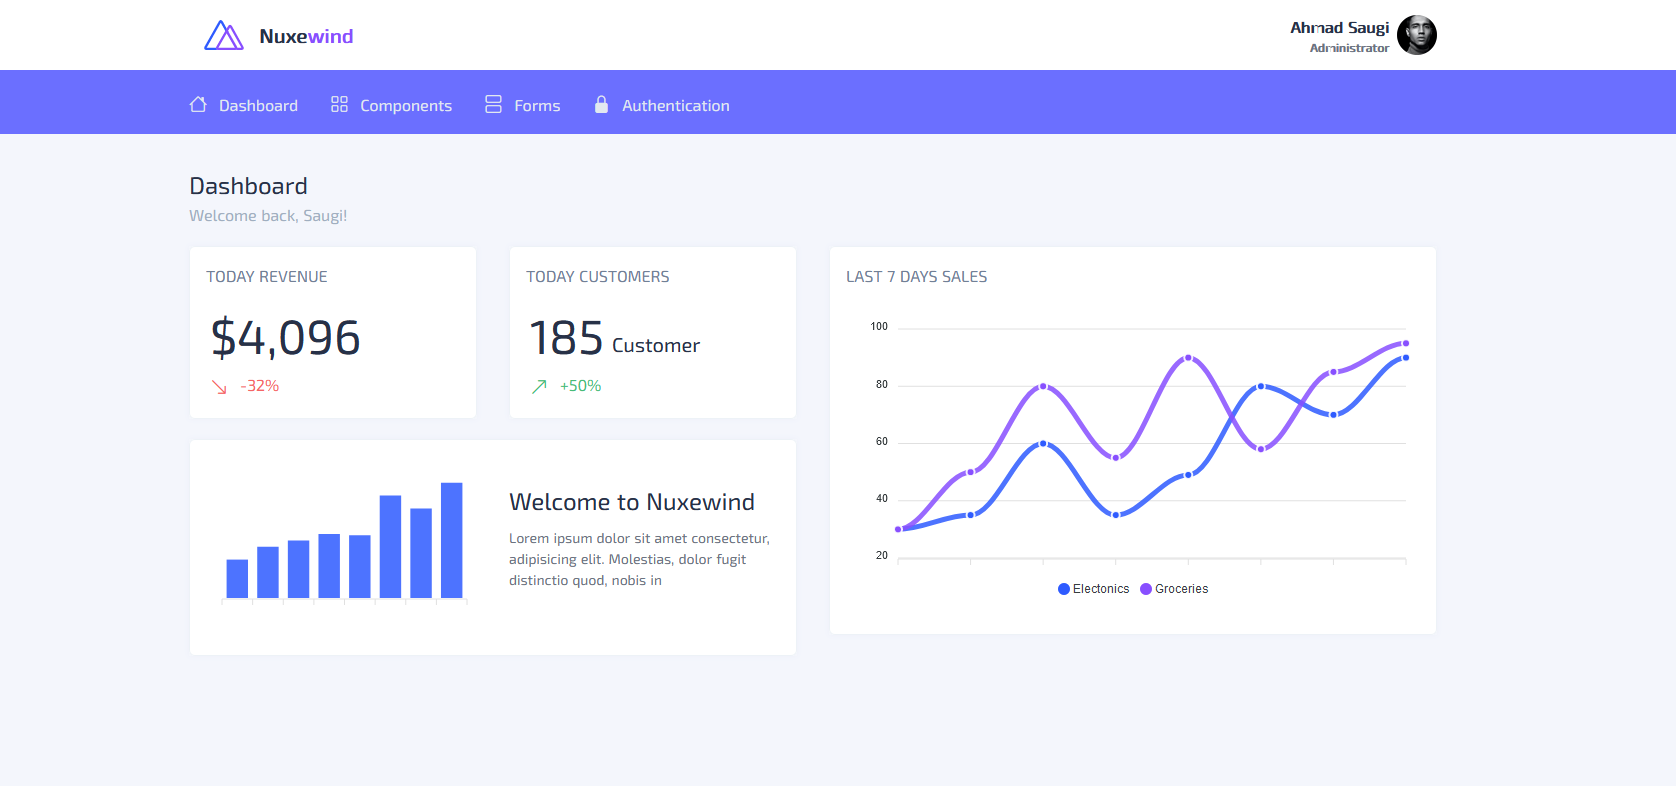 Nuxewind
Ahmad Saugi
Administrator
Dashboard
Components
Forms
Authentication
Dashboard
Welcome back, Saugi!
TODAY REVENUE
$4,096
-32%
TODAY CUSTOMERS
185 Customer
+50%
Welcome to Nuxewind
Lorem ipsum dolor sit amet consectetur,
adipisicing elit. Molestias, dolor fugit
distinctio quod, nobis in
LAST 7 DAYS SALES
100
80
60
40
20
Electonics
Groceries